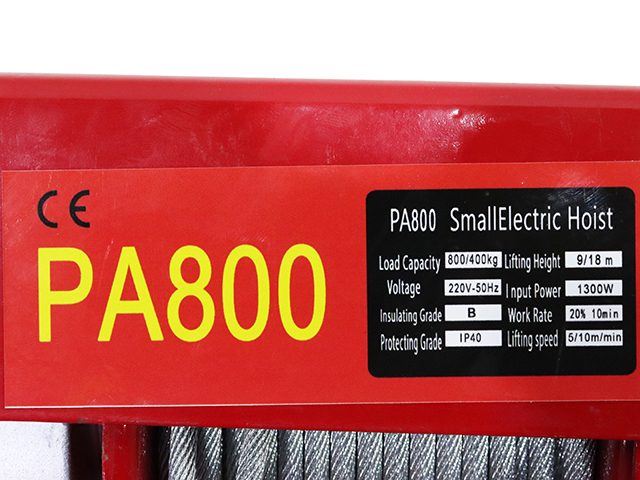 CE
PA800
PA800 SmallElectric Hoist
Load Capacity 800/400kg Lifting Height 9/18 m
Voltage 220V-50Hz Input Power 1300W
Insulating Grade B Work Rate 20% 10min
Protecting Grade IP40 Lifting speed 5/10m/min